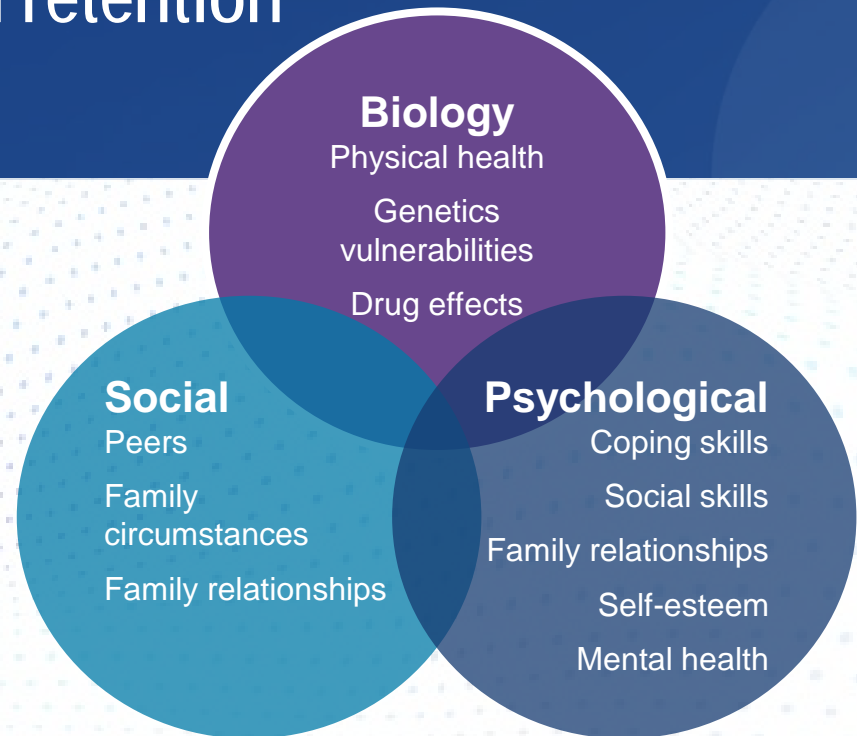 retention
Biology
Physical health
Genetics
vulnerabilities
Drug effects
Social
Peers
Family
circumstances
Family relationships
Psychological
Coping skills
Social skills
Family relationships
Self-esteem
Mental health